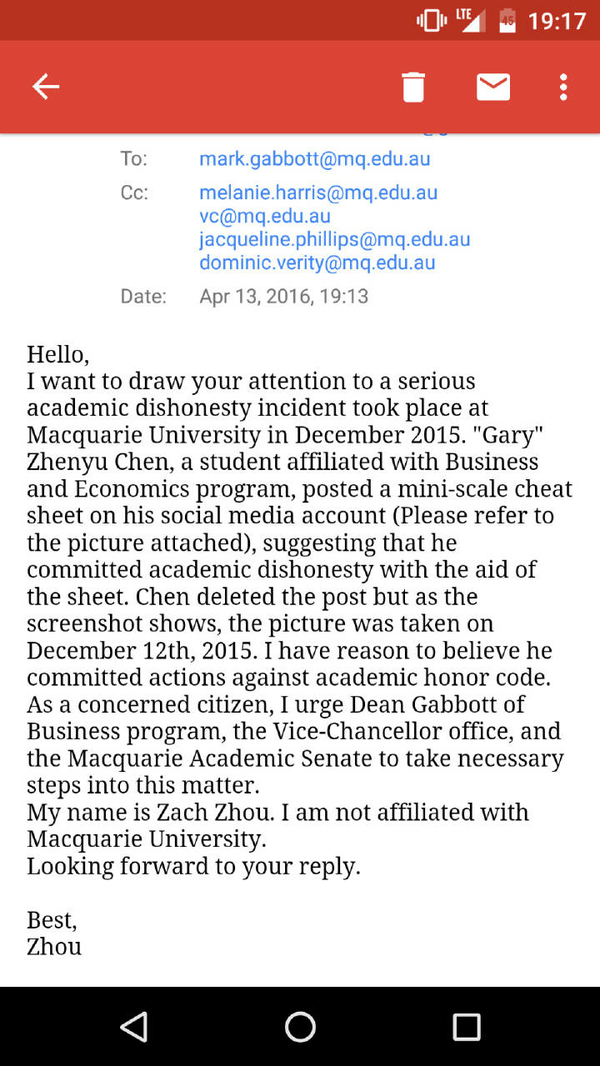 LTE 45 19:17
To: mark.gabbott@mq.edu.au
Cc: melanie.harris@mq.edu.au
vc@mq.edu.au
jacqueline.phillips@mq.edu.au
dominic.verity@mq.edu.au
Date: Apr 13, 2016, 19:13
Hello,
I want to draw your attention to a serious
academic dishonesty incident took place at
Macquarie University in December 2015. "Gary"
Zhenyu Chen, a student affiliated with Business
and Economics program, posted a mini-scale cheat
sheet on his social media account (Please refer to
the picture attached), suggesting that he
committed academic dishonesty with the aid of
the sheet. Chen deleted the post but as the
screenshot shows, the picture was taken on
December 12th, 2015. I have reason to believe he
committed actions against academic honor code.
As a concerned citizen, I urge Dean Gabbott of
Business program, the Vice-Chancellor office, and
the Macquarie Academic Senate to take necessary
steps into this matter.
My name is Zach Zhou. I am not affiliated with
Macquarie University.
Looking forward to your reply.
Best,
Zhou